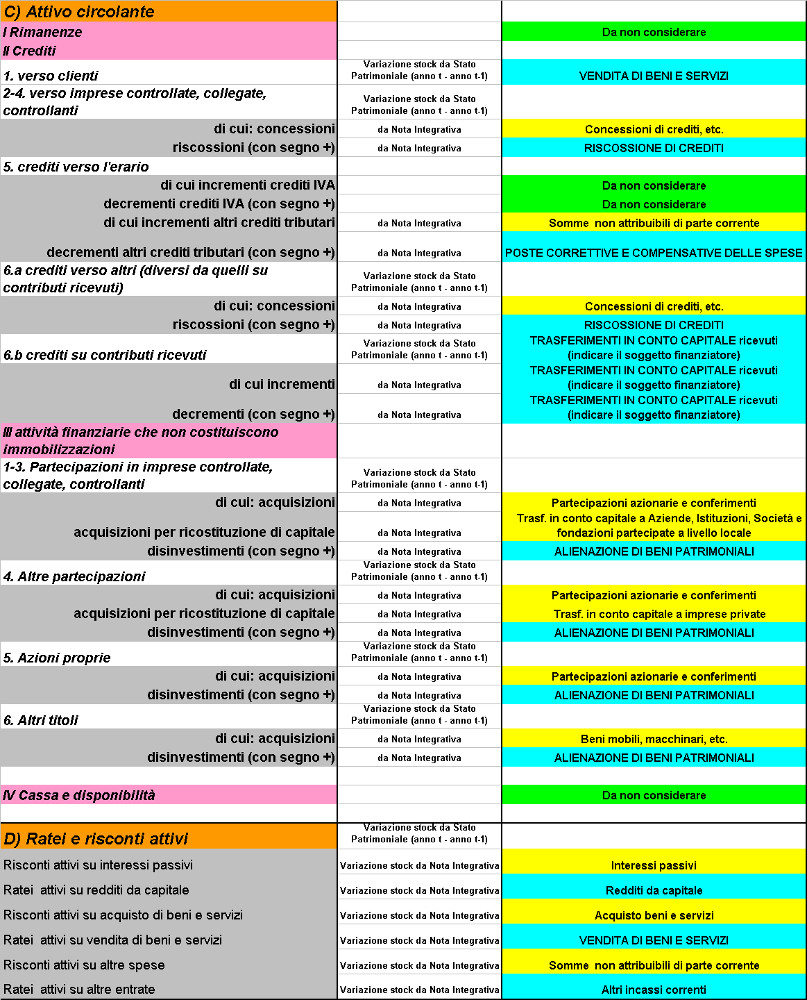 C) Attivo circolante
I Rimanenze
Da non considerare
II Crediti
1. verso clienti
Variazione stock da Stato
Patrimoniale (anno t - anno t-1)
VENDITA DI BENI E SERVIZI
2-4. verso imprese controllate, collegate,
controllanti
Variazione stock da Stato
Patrimoniale (anno t - anno t-1)
di cui: concessioni
da Nota Integrativa
Concessioni di crediti, etc.
riscossioni (con segno +)
da Nota Integrativa
RISCOSSIONE DI CREDITI
5. crediti verso l'erario
di cui incrementi crediti IVA
Da non considerare
decrementi crediti IVA (con segno +)
Da non considerare
di cui incrementi altri crediti tributari
da Nota Integrativa
Somme  non attribuibili di parte corrente
decrementi altri crediti tributari (con segno +)
da Nota Integrativa
POSTE CORRETTIVE E COMPENSATIVE DELLE SPESE
6.a crediti verso altri (diversi da quelli su
contributi ricevuti)
Variazione stock da Stato
Patrimoniale (anno t - anno t-1)
di cui: concessioni
da Nota Integrativa
Concessioni di crediti, etc.
riscossioni (con segno +)
da Nota Integrativa
RISCOSSIONE DI CREDITI
6.b crediti su contributi ricevuti
Variazione stock da Stato
Patrimoniale (anno t - anno t-1)
TRASFERIMENTI IN CONTO CAPITALE ricevuti
(indicare il soggetto finanziatore)
di cui incrementi
da Nota Integrativa
TRASFERIMENTI IN CONTO CAPITALE ricevuti
(indicare il soggetto finanziatore)
decrementi (con segno +)
da Nota Integrativa
TRASFERIMENTI IN CONTO CAPITALE ricevuti
(indicare il soggetto finanziatore)
III attività finanziarie che non costituiscono
immobilizzazioni
1-3. Partecipazioni in imprese controllate,
collegate, controllanti
Variazione stock da Stato
Patrimoniale (anno t - anno t-1)
di cui: acquisizioni
da Nota Integrativa
Partecipazioni azionarie e conferimenti
acquisizioni per ricostituzione di capitale
da Nota Integrativa
Trasf. in conto capitale a Aziende, Istituzioni, Società e
fondazioni partecipate a livello locale
disinvestimenti (con segno +)
da Nota Integrativa
ALIENAZIONE DI BENI PATRIMONIALI
4. Altre partecipazioni
Variazione stock da Stato
Patrimoniale (anno t - anno t-1)
di cui: acquisizioni
da Nota Integrativa
Partecipazioni azionarie e conferimenti
acquisizioni per ricostituzione di capitale
da Nota Integrativa
Trasf. in conto capitale a imprese private
disinvestimenti (con segno +)
da Nota Integrativa
ALIENAZIONE DI BENI PATRIMONIALI
5. Azioni proprie
Variazione stock da Stato
Patrimoniale (anno t - anno t-1)
di cui: acquisizioni
da Nota Integrativa
Partecipazioni azionarie e conferimenti
disinvestimenti (con segno +)
da Nota Integrativa
ALIENAZIONE DI BENI PATRIMONIALI
6. Altri titoli
Variazione stock da Stato
Patrimoniale (anno t - anno t-1)
di cui: acquisizioni
da Nota Integrativa
Beni mobili, macchinari, etc.
disinvestimenti (con segno +)
da Nota Integrativa
ALIENAZIONE DI BENI PATRIMONIALI
IV Cassa e disponibilità
Da non considerare
D) Ratei e risconti attivi
Variazione stock da Stato
Patrimoniale (anno t - anno t-1)
Risconti attivi su interessi passivi
Variazione stock da Nota Integrativa
Interessi passivi
Ratei  attivi su redditi da capitale
Variazione stock da Nota Integrativa
Redditi da capitale
Risconti attivi su acquisto di beni e servizi
Variazione stock da Nota Integrativa
Acquisto beni e servizi
Ratei  attivi su vendita di beni e servizi
Variazione stock da Nota Integrativa
VENDITA DI BENI E SERVIZI
Risconti attivi su altre spese
Variazione stock da Nota Integrativa
Somme  non attribuibili di parte corrente
Ratei  attivi su altre entrate
Variazione stock da Nota Integrativa
Altri incassi correnti